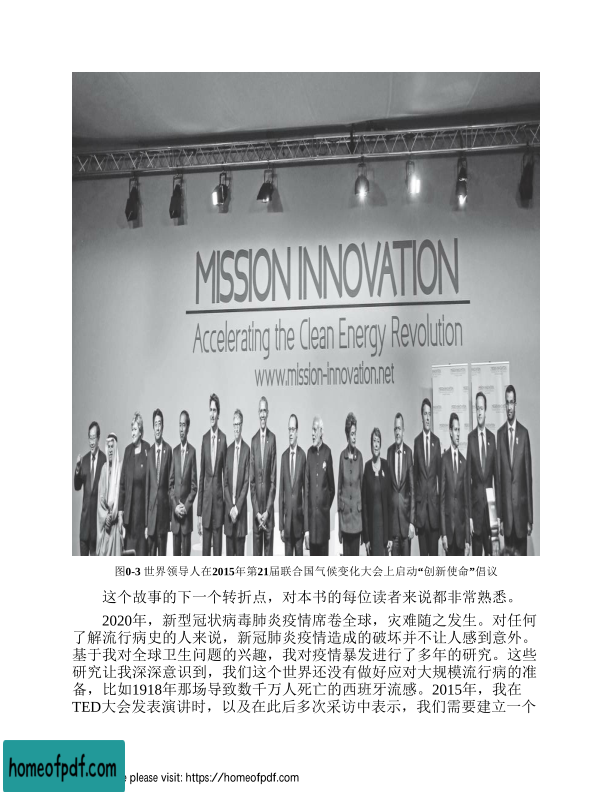 MISSION INNOVATION
Accelerating the Clean Energy Revolution
www.mission-innovation.net
图0-3 世界领导人在2015年第21届联合国气候变化大会上启动“创新使命”倡议
这个故事的下一个转折点，对本书的每位读者来说都非常熟悉。
2020年，新型冠状病毒肺炎疫情席卷全球，灾难随之发生。对任何
了解流行病史的人来说，新冠肺炎疫情造成的破坏并不让人感到意外。
基于我对全球卫生问题的兴趣，我对疫情暴发进行了多年的研究。这些
研究让我深深意识到，我们这个世界还没有做好应对大规模流行病的准
备，比如1918年那场导致数千万人死亡的西班牙流感。2015年，我在
TED大会发表演讲时，以及在此后多次采访中表示，我们需要建立一个
homeofpdf.com
e please visit: https://homeofpdf.com